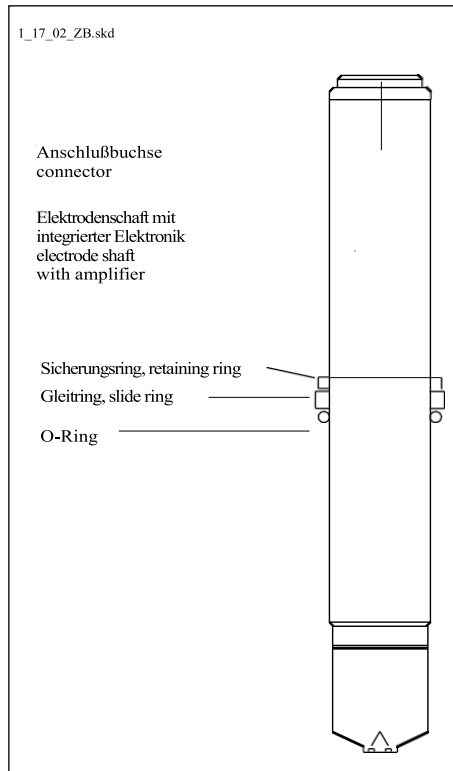 1_17_02_ZB.skd
Anschlußbuchse
connector
Elektrodenschaft mit
integrierter Elektronik
electrode shaft
with amplifier
Sicherungsring, retaining ring
Gleitring, slide ring
O-Ring